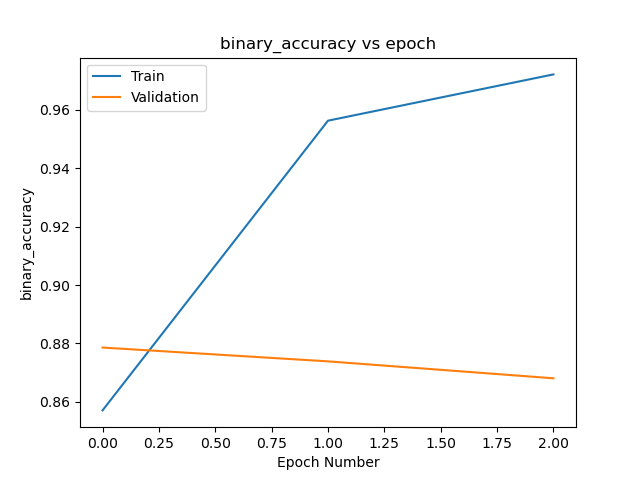 binary_accuracy vs epoch
Train
Validation
0.96
0.94
0.92
0.90
0.88
0.86
binary_accuracy
0.00 0.25 0.50 0.75 1.00 1.25 1.50 1.75 2.00
Epoch Number